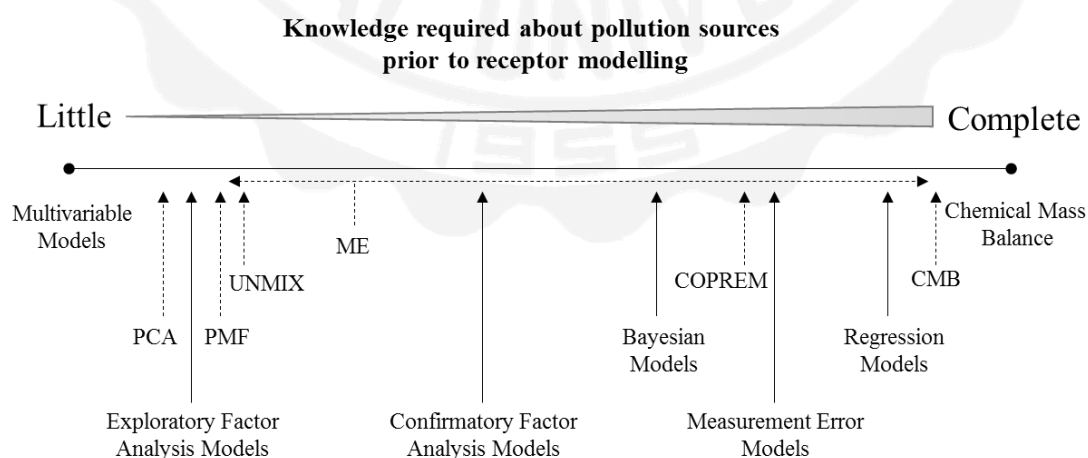 Knowledge required about pollution sources
prior to receptor modelling
Little
Complete
Multivariable
Models
Chemical Mass
Balance
ME
UNMIX
COPREM
CMB
PCA
PMF
Bayesian
Models
Regression
Models
Exploratory Factor
Analysis Models
Confirmatory Factor
Analysis Models
Measurement Error
Models
1955